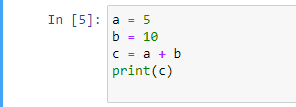 In [5]: a = 5
b = 10
c = a + b
print(c)